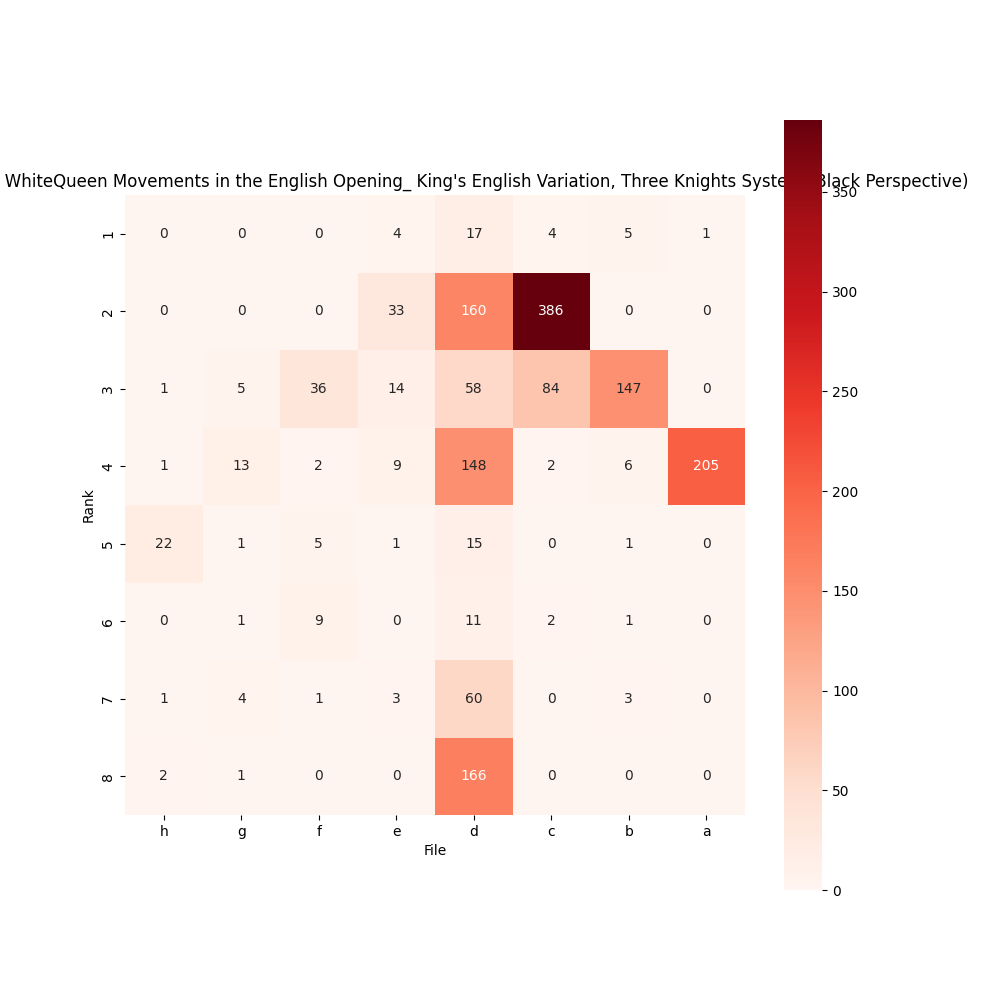 WhiteQueen Movements in the English Opening_ King's English Variation, Three Knights Syste Black Perspective)
350
1 0 0 0 4 17 4 5 1
300
2 0 0 0 33 160 386 0 0
250
3 1 5 36 14 58 84 147 0
4 1 13 2 9 148 2 6 205
200
Rank
5 22 1 5 1 15 0 1 0
150
6 0 1 9 0 11 2 1 0
100
7 1 4 1 3 60 0 3 0
8 2 1 0 0 166 0 0 0
50
h g f e d c b a
File
0